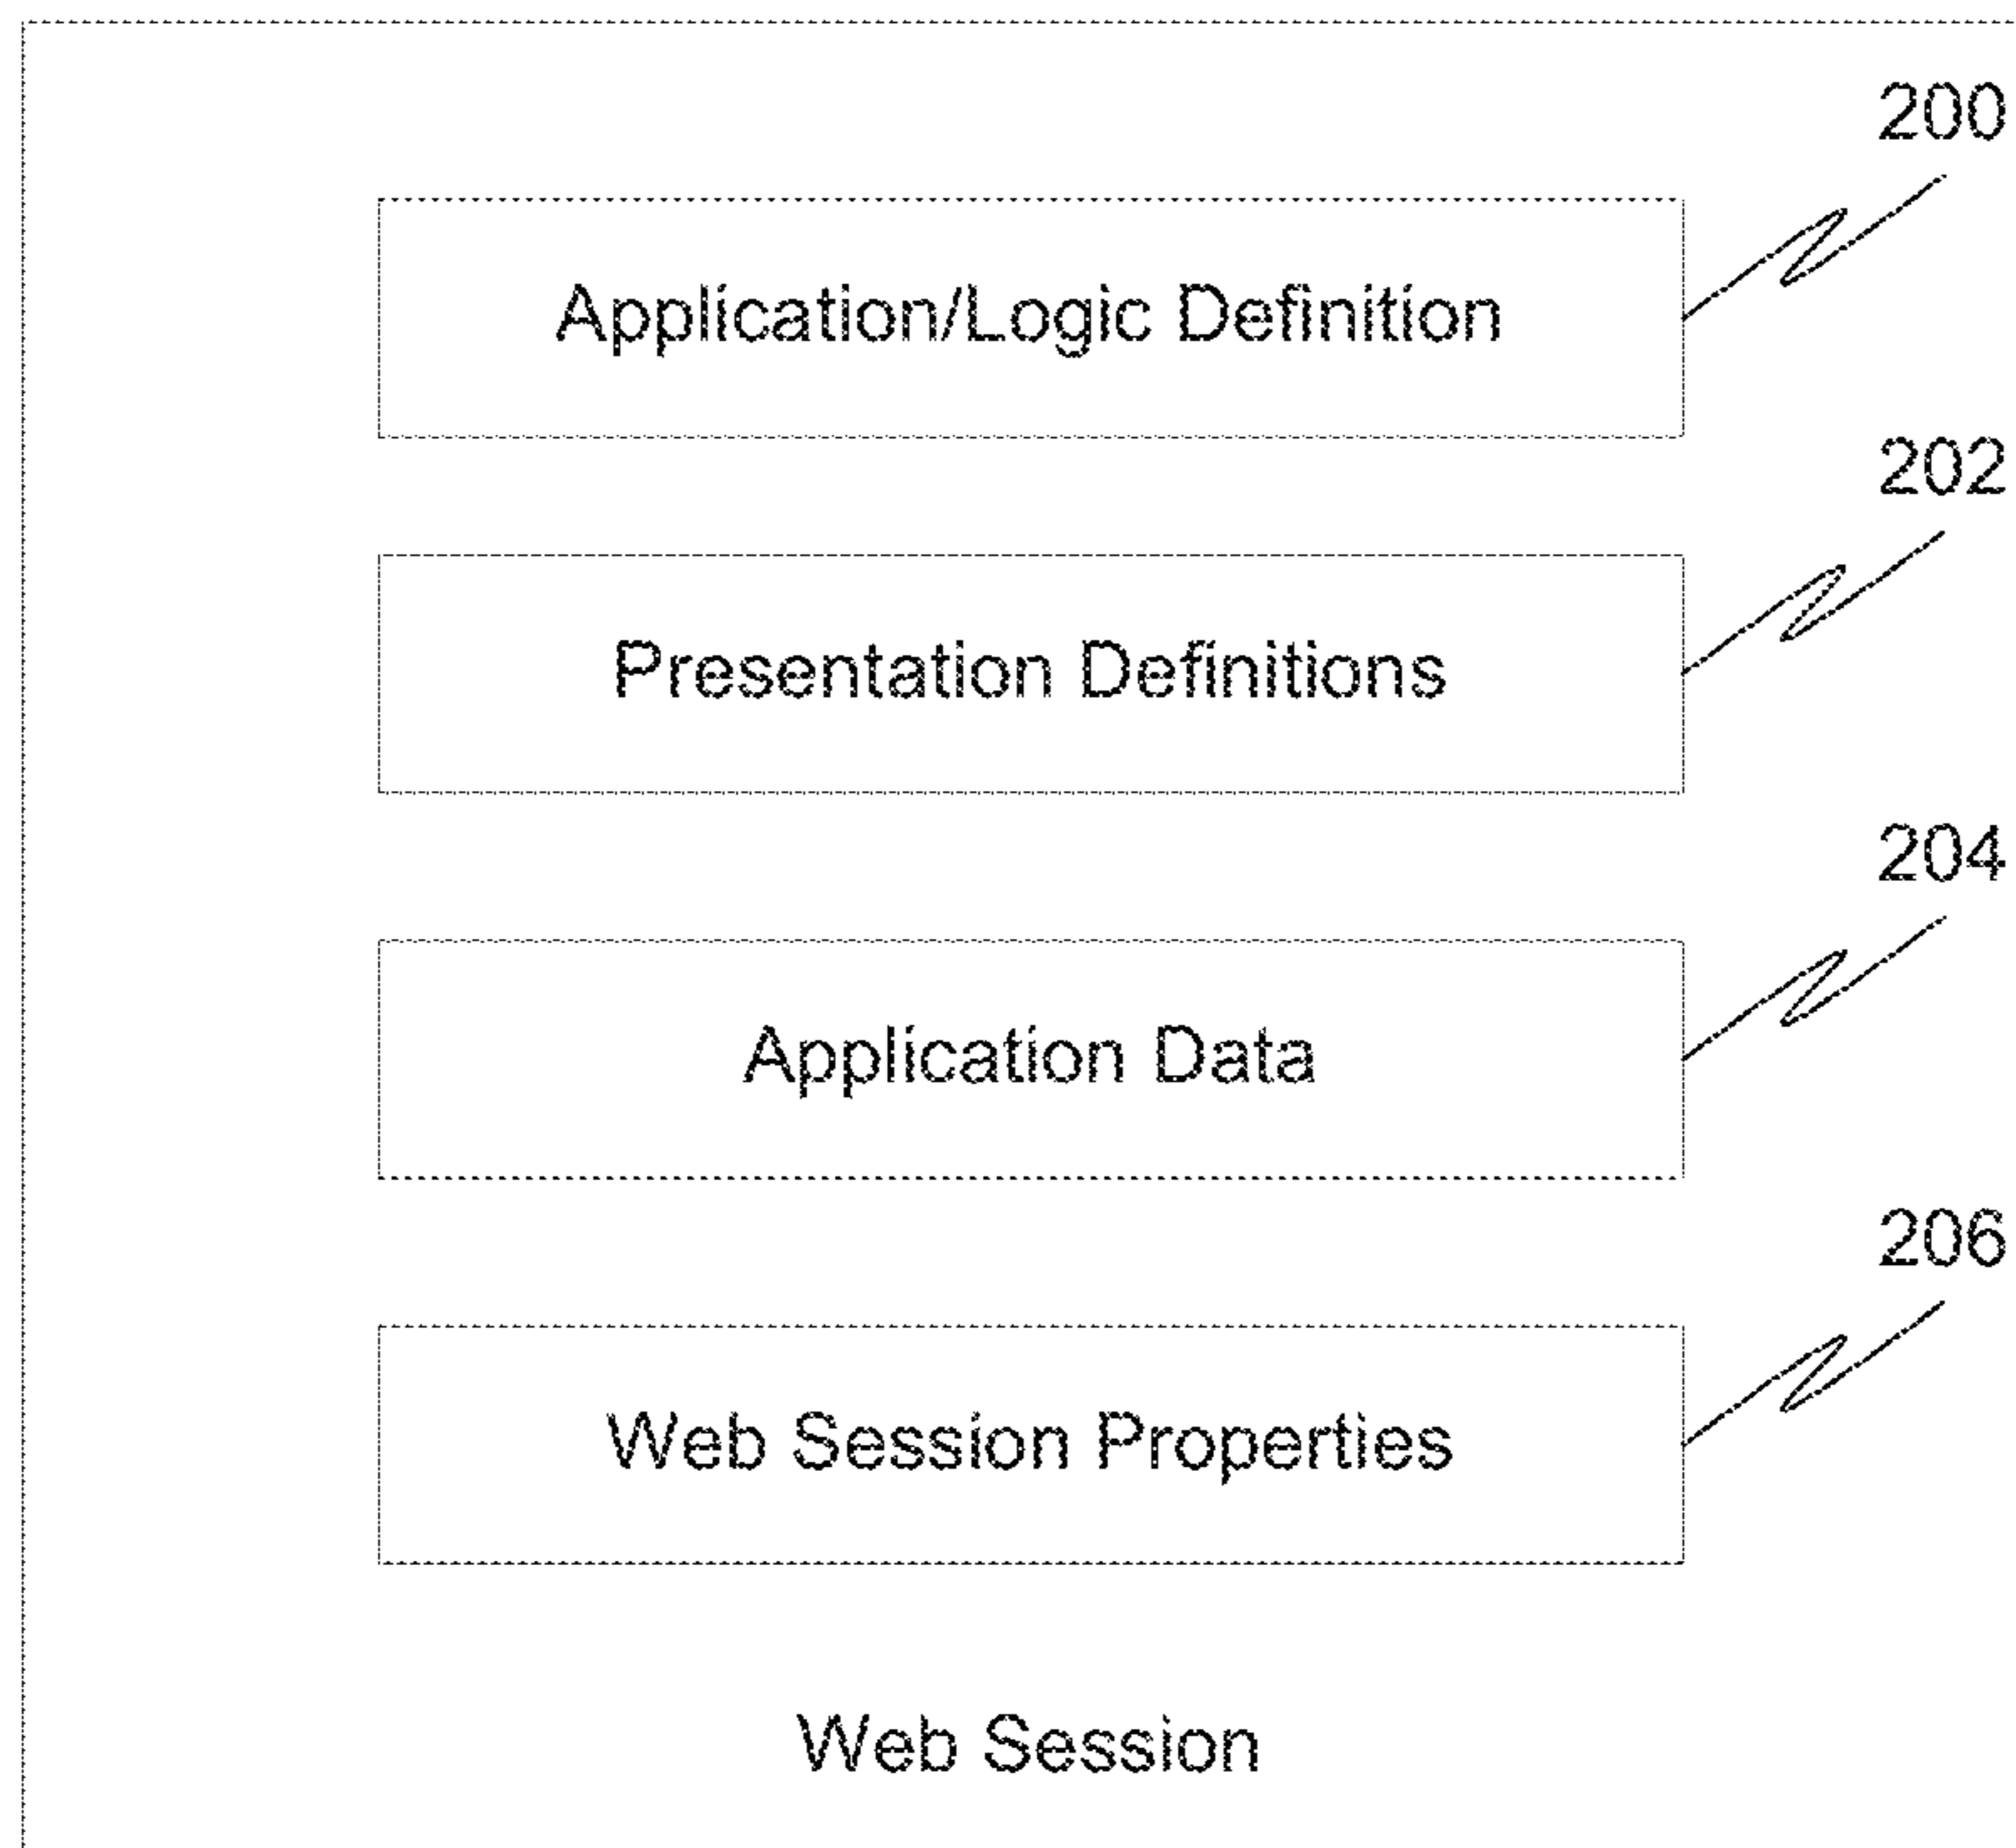 200
Application/Logic Definition
202
Presentation Definitions
204
Application Data
206
Web Session Properties
Web Session